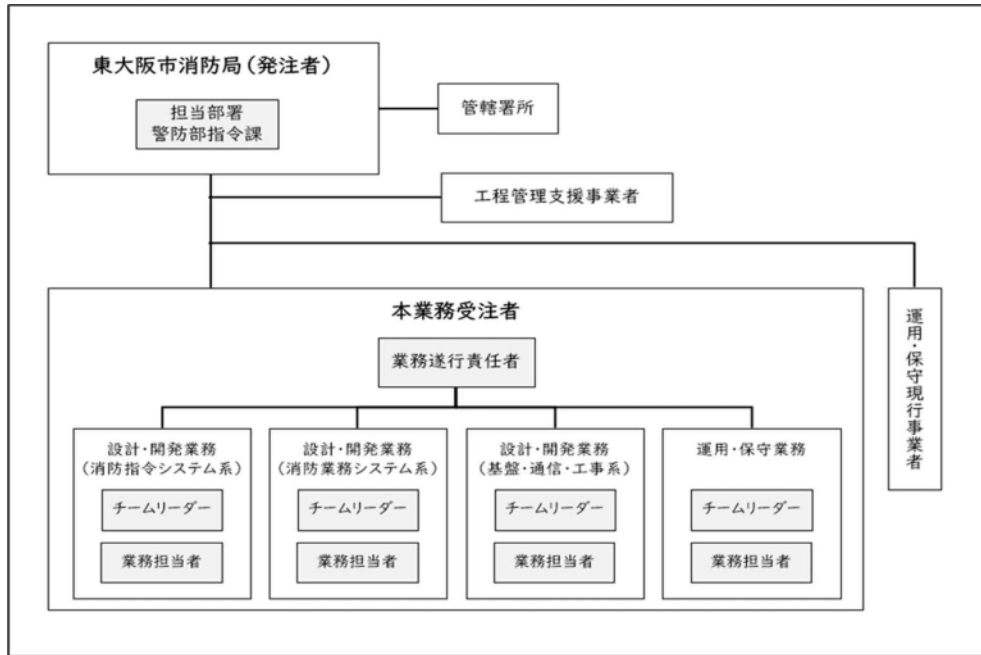 東大阪市消防局(発注者)
担当部署
警防部指令課
管轄署所
工程管理支援事業者
本業務受注者
業務遂行責任者
設計・開発業務
(消防指令システム系)
チームリーダー
業務担当者
設計・開発業務
(消防業務システム系)
チームリーダー
業務担当者
設計・開発業務
(基盤・通信・工事系)
チームリーダー
業務担当者
運用・保守業務
チームリーダー
業務担当者
運用・保守現行事業者